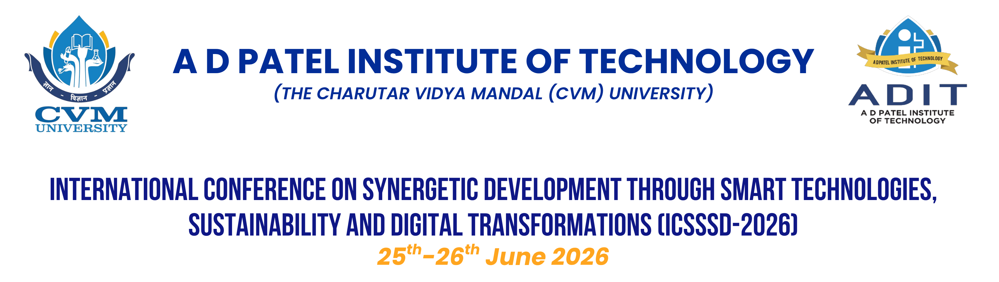 A D PATEL INSTITUTE OF TECHNOLOGY
(THE CHARUTAR VIDYA MANDAL (CVM) UNIVERSITY)
ज्ञान - विज्ञान - प्रज्ञान
CVM
UNIVERSITY
A D PATEL INSTITUTE OF TECHNOLOGY
ADIT
A D PATEL INSTITUTE
OF TECHNOLOGY
INTERNATIONAL CONFERENCE ON SYNERGETIC DEVELOPMENT THROUGH SMART TECHNOLOGIES,
SUSTAINABILITY AND DIGITAL TRANSFORMATIONS (ICSSSD-2026)
25th-26th June 2026